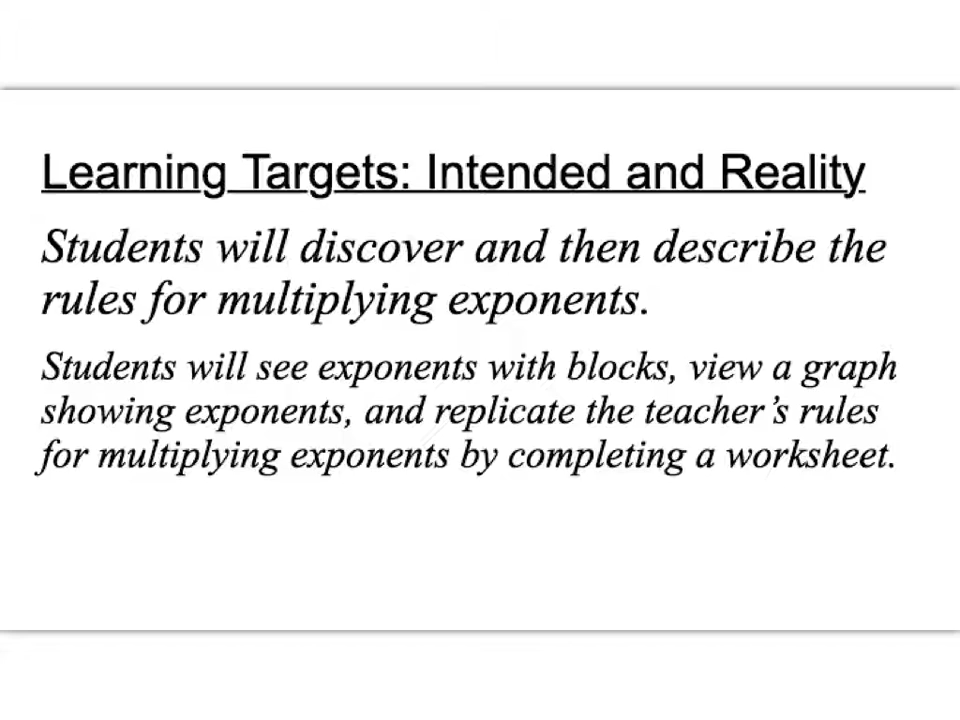 Learning Targets: Intended and Reality
Students will discover and then describe the
rules for multiplying exponents.
Students will see exponents with blocks, view a graph
showing exponents, and replicate the teacher’s rules
for multiplying exponents by completing a worksheet.